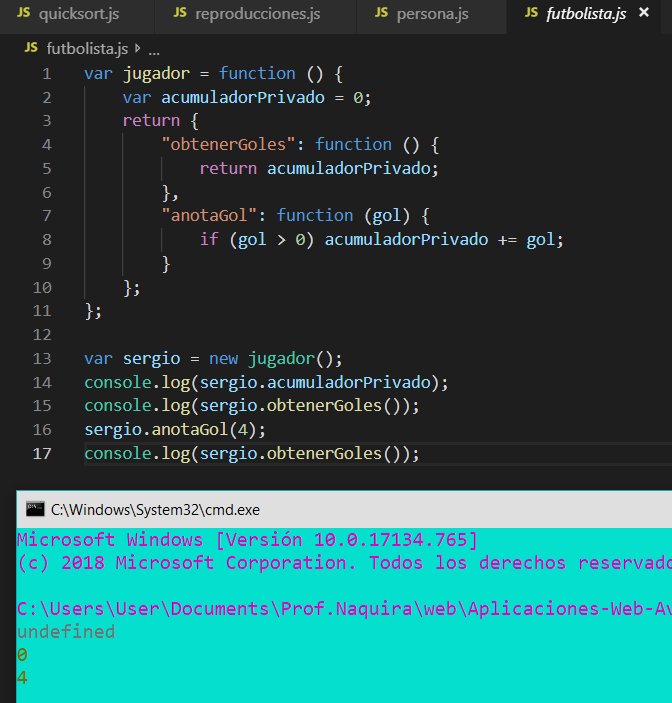 JS quicksort.js JS reproducciones.js JS persona.js JS futbolista.js ×
JS futbolista.js › ...
1 var jugador = function () {
2     var acumuladorPrivado = 0;
3     return {
4         "obtenerGoles": function () {
5             return acumuladorPrivado;
6         },
7         "anotaGol": function (gol) {
8             if (gol > 0) acumuladorPrivado += gol;
9         }
10     };
11 };
12
13 var sergio = new jugador();
14 console.log(sergio.acumuladorPrivado);
15 console.log(sergio.obtenerGoles());
16 sergio.anotaGol(4);
17 console.log(sergio.obtenerGoles());
C:\Windows\System32\cmd.exe
Microsoft Windows [Versión 10.0.17134.765]
(c) 2018 Microsoft Corporation. Todos los derechos reservado
C:\Users\User\Documents\Prof.Naquira\web\Aplicaciones-Web-Av
undefined
0
4